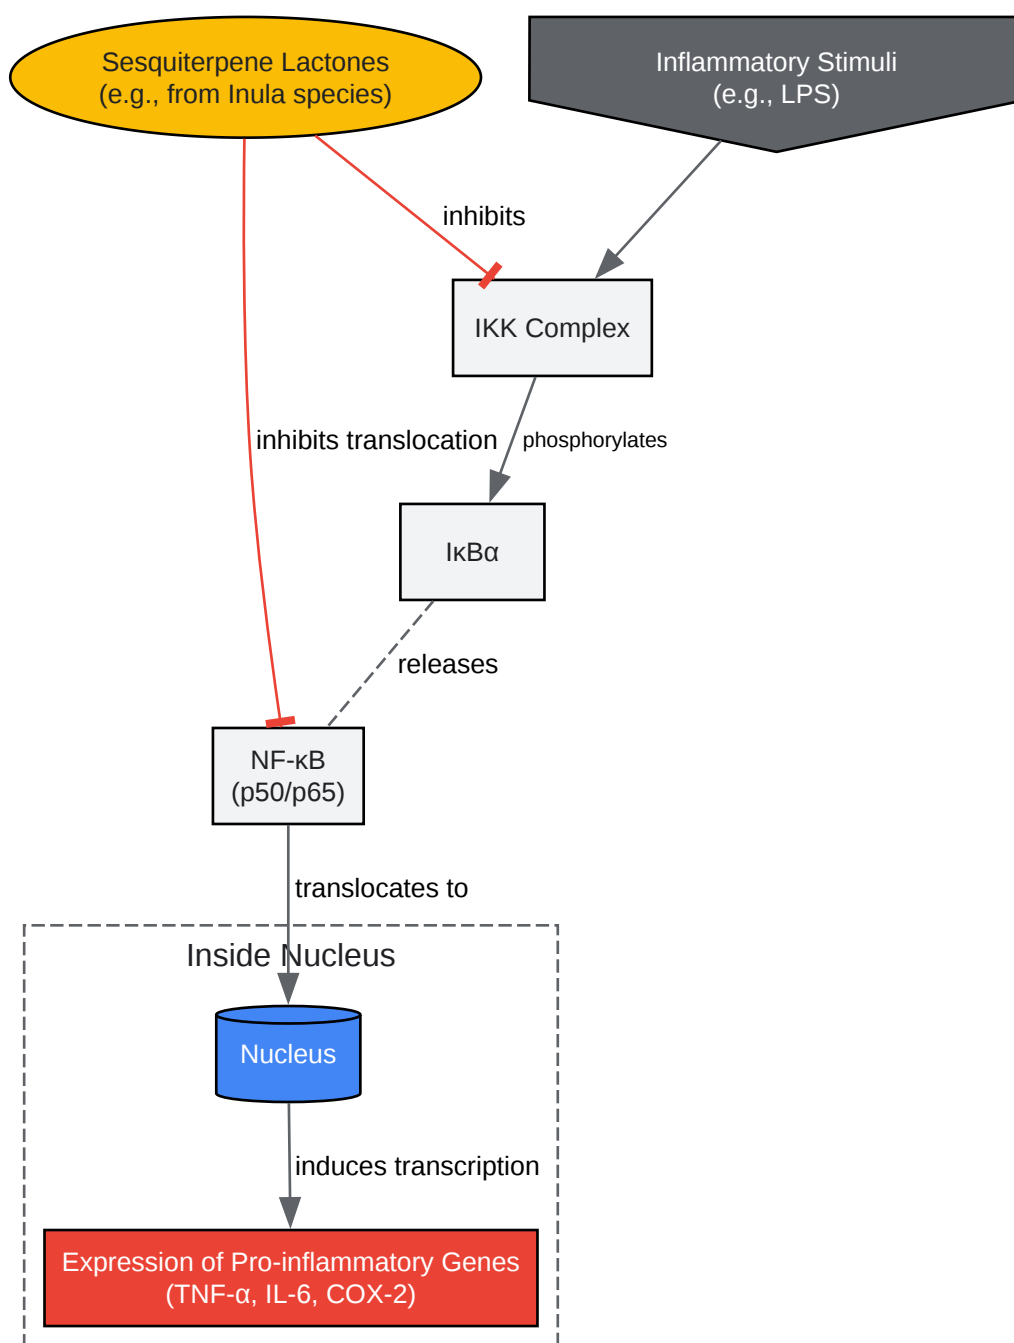 Sesquiterpene Lactones
(e.g., from Inula species)
Inflammatory Stimuli
(e.g., LPS)
inhibits
IKK Complex
inhibits translocation
phosphorylates
IκBα
releases
NF-κB
(p50/p65)
translocates to
Inside Nucleus
Nucleus
induces transcription
Expression of Pro-inflammatory Genes
(TNF-α, IL-6, COX-2)